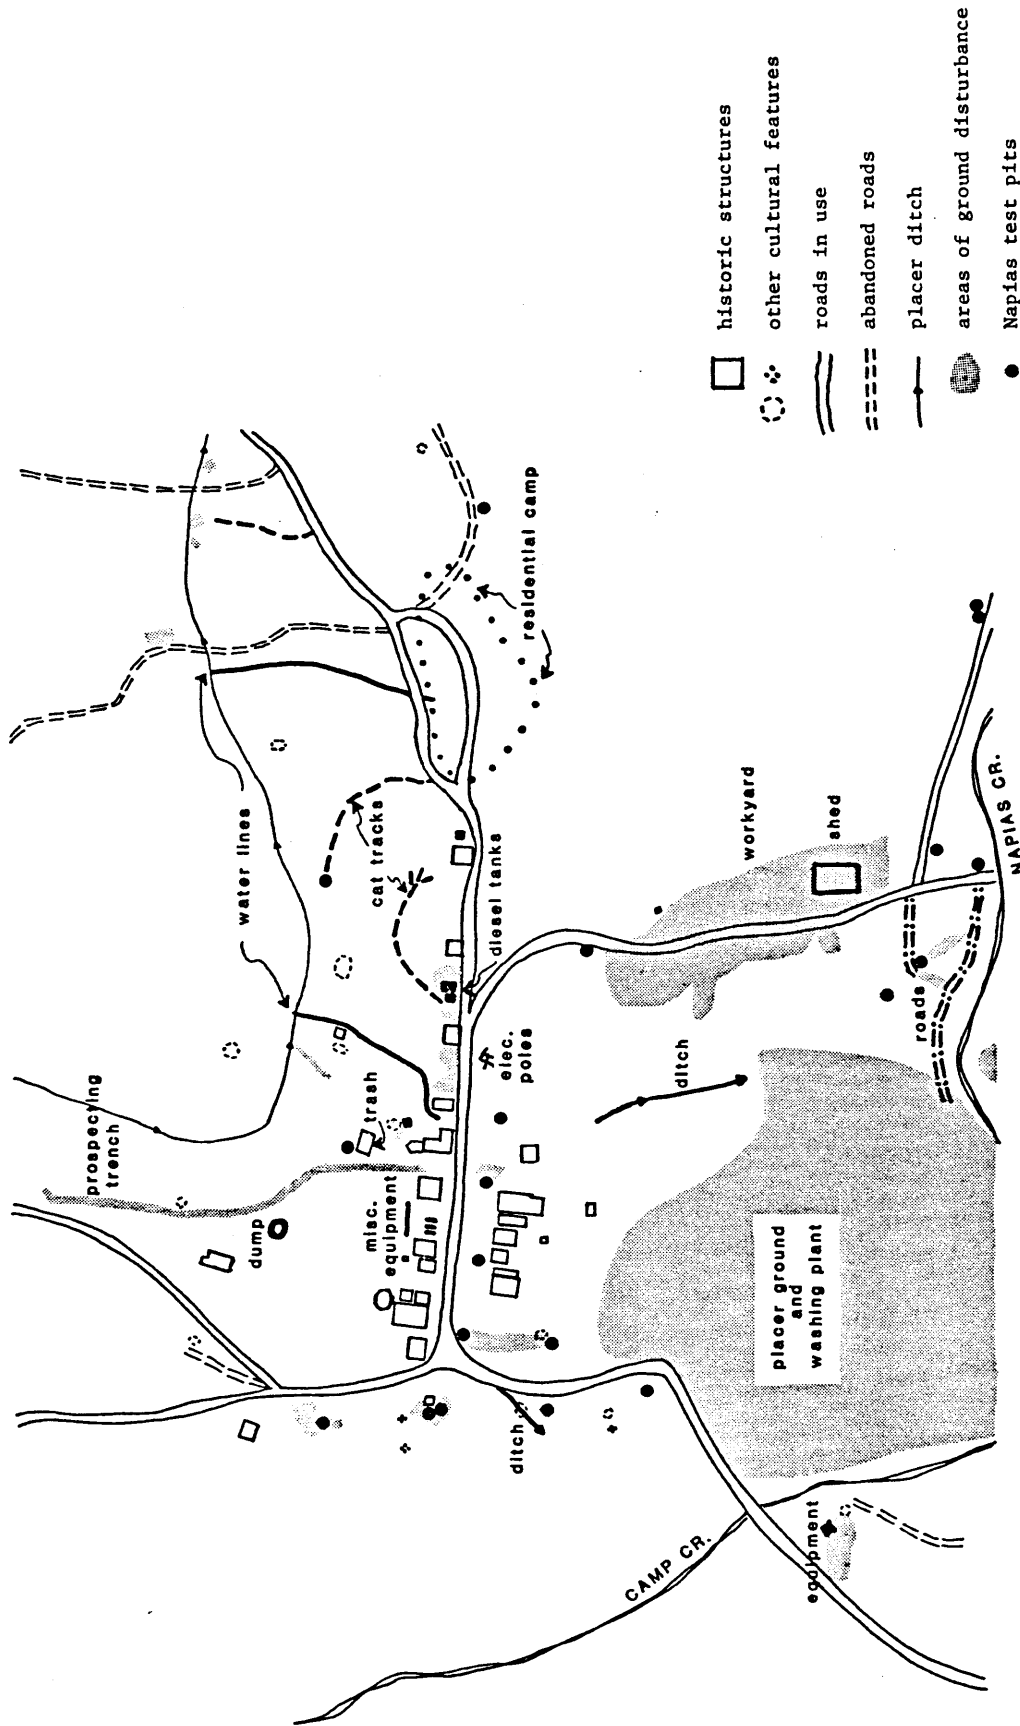 prospecting
trench
water lines
dump
trash
misc.
equipment
cat tracks
diesel tanks
residential camp
elec.
poles
ditch
ditch
workyard
shed
placer ground
and
washing plant
roads
CAMP CR.
equipment
NAPIAS CR.
historic structures
other cultural features
roads in use
abandoned roads
placer ditch
areas of ground disturbance
Napias test pits